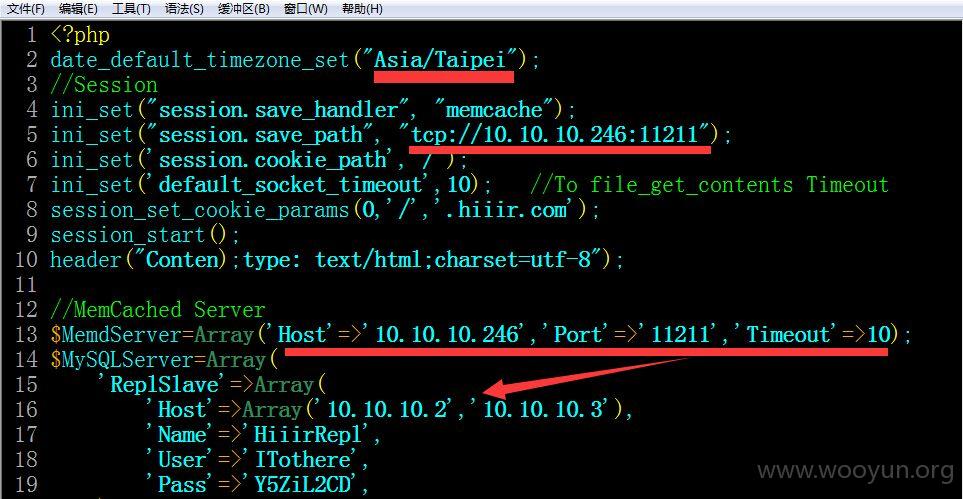 文件(F) 编辑(E) 工具(T) 语法(S) 缓冲区(B) 窗口(W) 帮助(H)
1 <?php
2 date_default_timezone_set("Asia/Taipei");
3 //Session
4 ini_set("session.save_handler", "memcache");
5 ini_set("session.save_path", "tcp://10.10.10.246:11211");
6 ini_set('session.cookie_path','/');
7 ini_set('default_socket_timeout',10); //To file_get_contents Timeout
8 session_set_cookie_params(0,'/','.hiiir.com');
9 session_start();
10 header("Conten);type: text/html;charset=utf-8");
11
12 //MemCached Server
13 $MemdServer=Array('Host'=>'10.10.10.246','Port'=>'11211','Timeout'=>10);
14 $MySQLServer=Array(
15 'ReplSlave'=>Array(
16 'Host'=>Array('10.10.10.2','10.10.10.3'),
17 'Name'=>'HiiirRepl',
18 'User'=>'ITothere',
19 'Pass'=>'Y5ZiL2CD',
www.wooyun.org